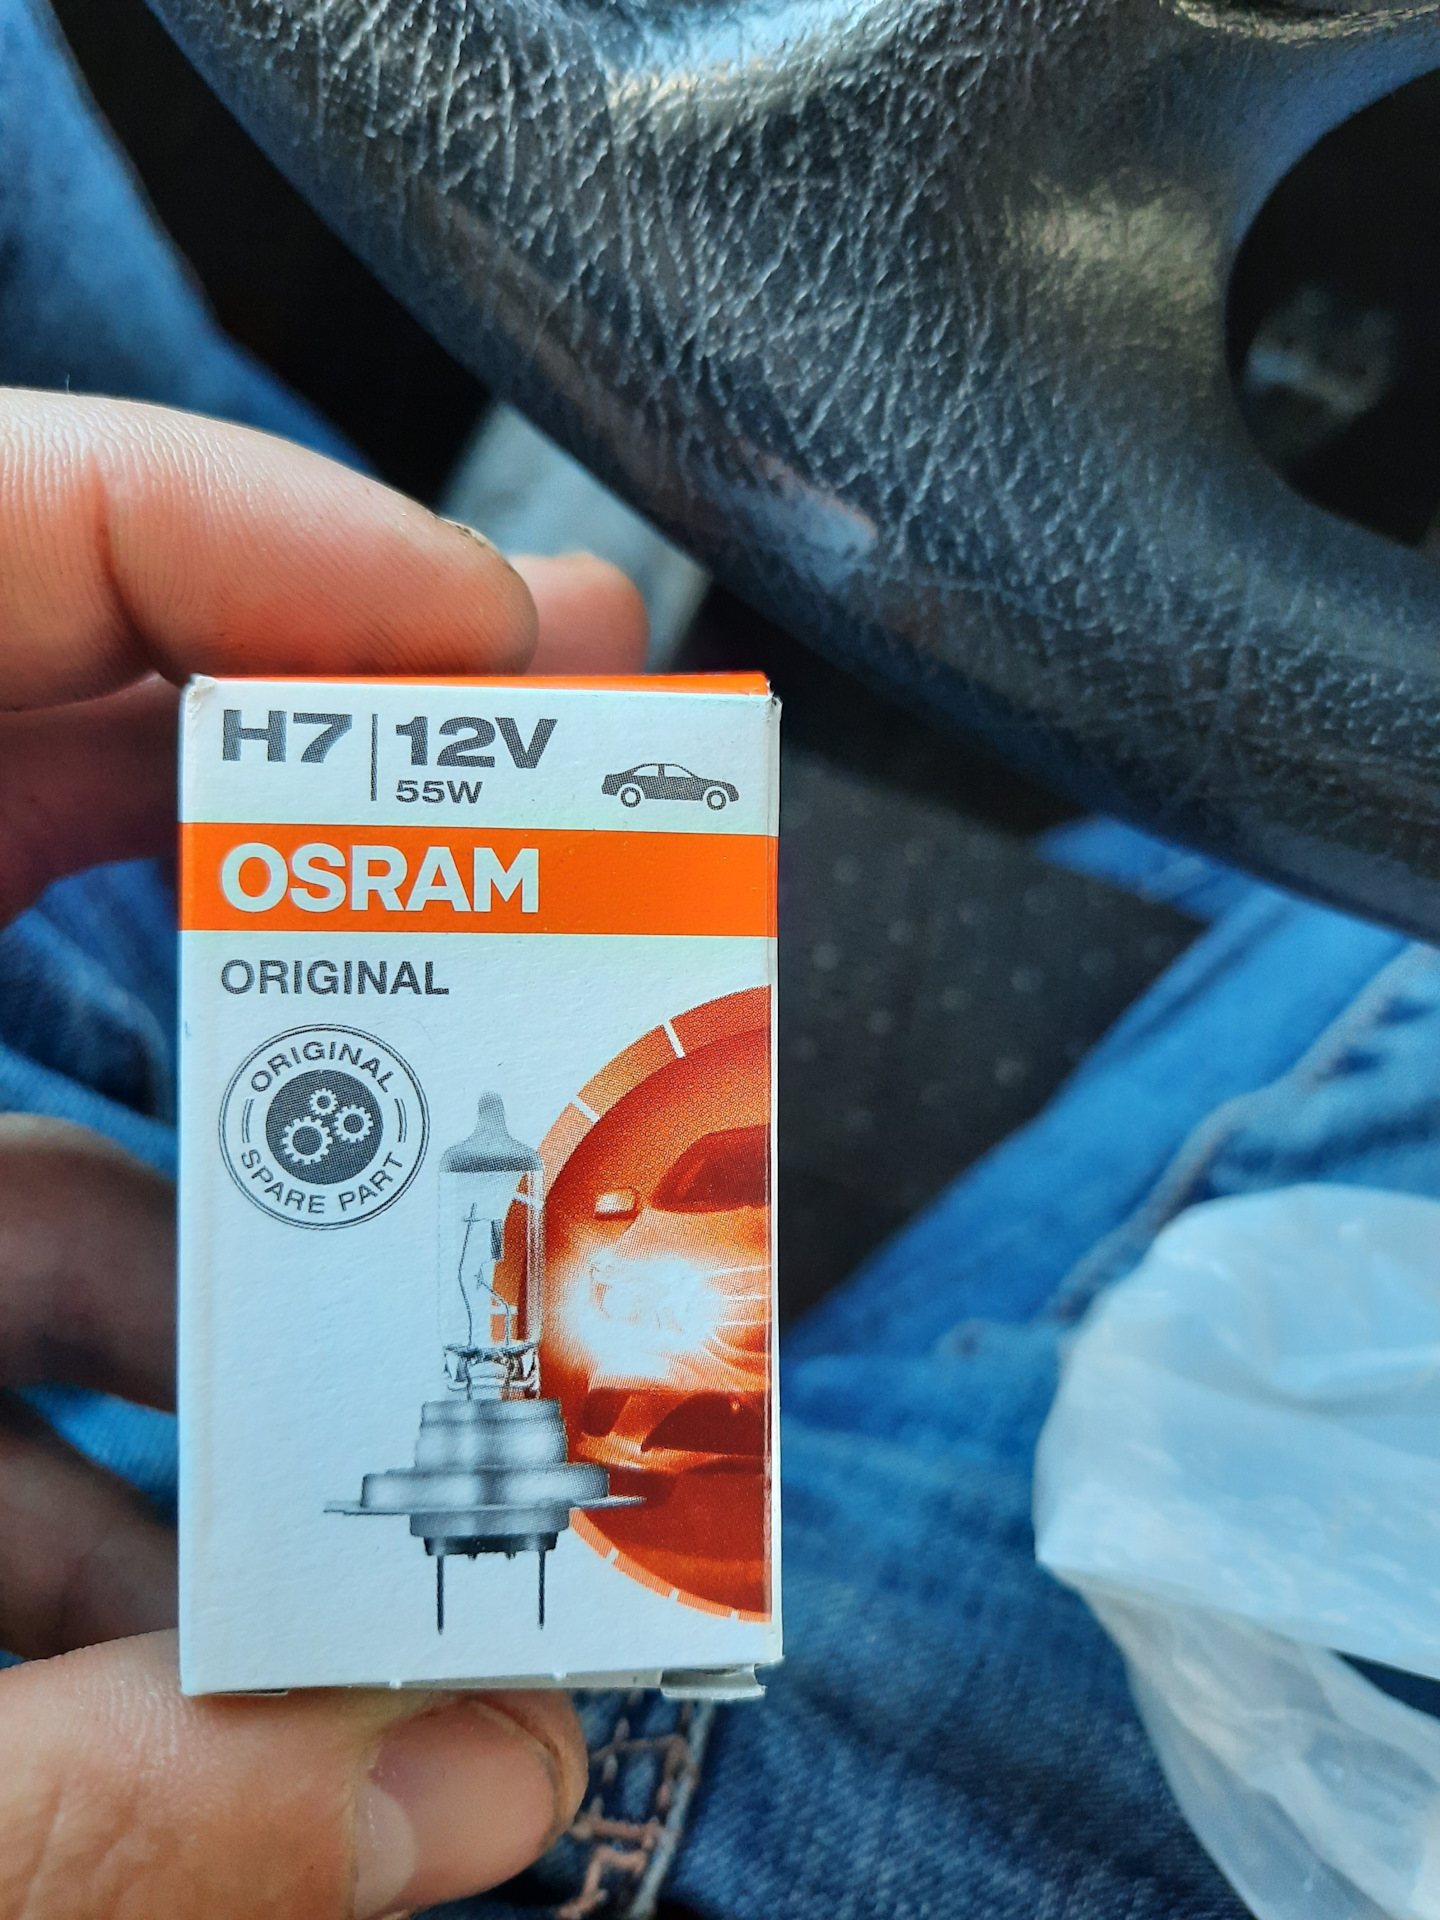 H7 | 12V
55W
OSRAM
ORIGINAL
ORIGINAL
SPARE PART